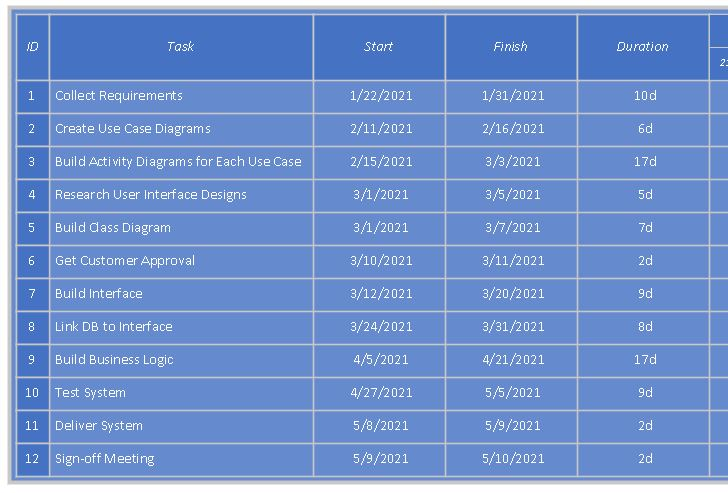 ID Task Start Finish Duration
1 Collect Requirements 1/22/2021 1/31/2021 10d
2 Create Use Case Diagrams 2/11/2021 2/16/2021 6d
3 Build Activity Diagrams for Each Use Case 2/15/2021 3/3/2021 17d
4 Research User Interface Designs 3/1/2021 3/5/2021 5d
5 Build Class Diagram 3/1/2021 3/7/2021 7d
6 Get Customer Approval 3/10/2021 3/11/2021 2d
7 Build Interface 3/12/2021 3/20/2021 9d
8 Link DB to Interface 3/24/2021 3/31/2021 8d
9 Build Business Logic 4/5/2021 4/21/2021 17d
10 Test System 4/27/2021 5/5/2021 9d
11 Deliver System 5/8/2021 5/9/2021 2d
12 Sign-off Meeting 5/9/2021 5/10/2021 2d